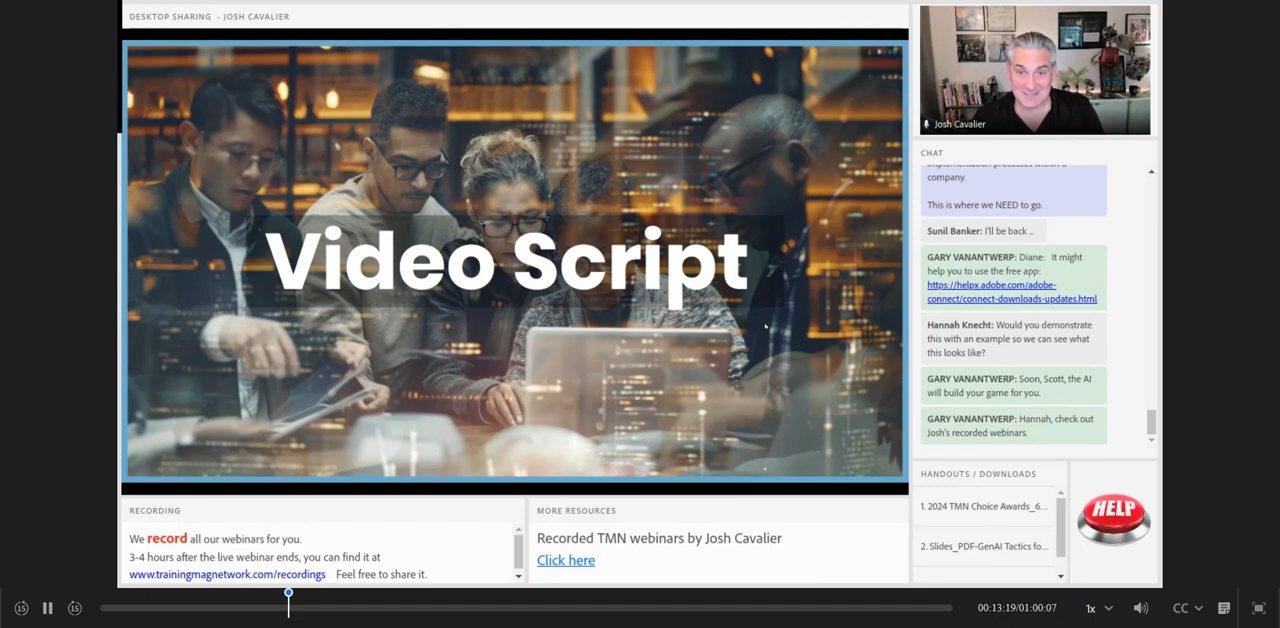 DESKTOP SHARING - JOSH CAVALIER
Video Script
Josh Cavalier
CHAT
implementation processes within a
company.
This is where we NEED to go.
Sunil Banker: I'll be back ..
GARY VANANTWERP: Diane: It might
help you to use the free app:
https://helpx.adobe.com/adobe-
connect/connect-downloads-updates.html
Hannah Knecht: Would you demonstrate
this with an example so we can see what
this looks like?
GARY VANANTWERP: Soon, Scott, the AI
will build your game for you.
GARY VANANTWERP: Hannah, check out
Josh's recorded webinars.
HANDOUTS / DOWNLOADS
1. 2024 TMN Choice Awards_6...
2. Slides_PDF-GenAI Tactics fo...
HELP
RECORDING
We record all our webinars for you.
3-4 hours after the live webinar ends, you can find it at
www.trainingmagnetwork.com/recordings Feel free to share it.
MORE RESOURCES
Recorded TMN webinars by Josh Cavalier
Click here
15
15
00:13:19/01:00:07
1x
CC